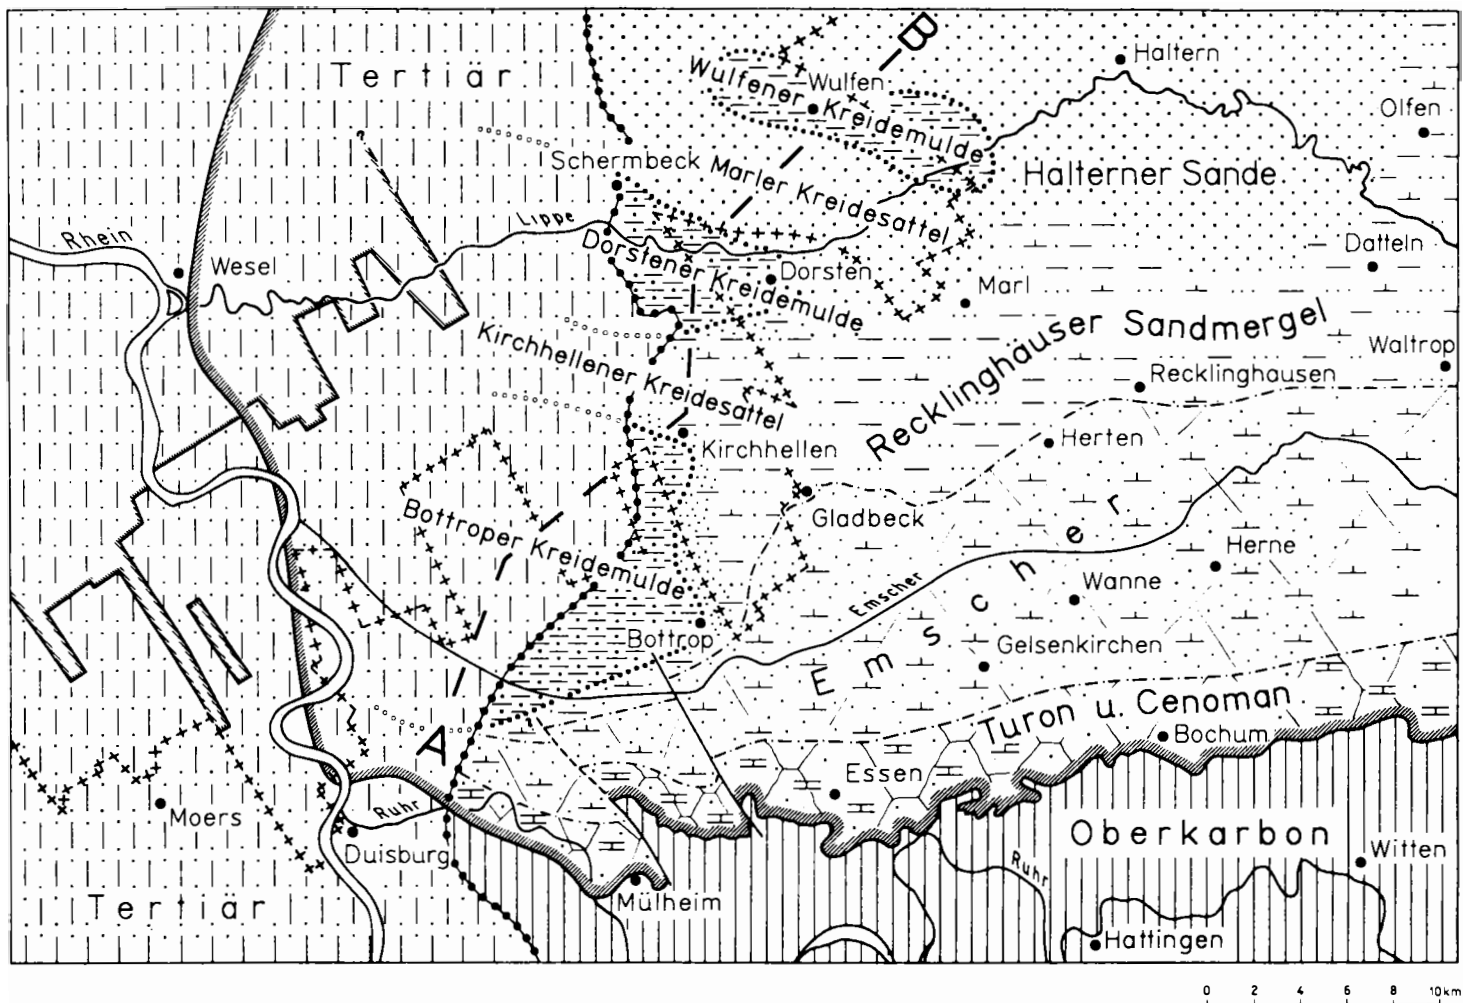 Tertiär
B
Haltern
Wulfen
Wulfener Kreidemulde
Olfen
Schermbeck
Marler Kreidesattel
Halterner Sande
Lippe
Rhein
Wesel
Dorstener Kreidemulde
Dorsten
Marl
Datteln
Recklinghäuser Sandmergel
Waltrop
Kirchhellener Kreidesattel
Recklinghausen
Herten
Kirchhellen
Bottroper Kreidemulde
Gladbeck
Herne
Wanne
Emscher
Emscher
Bottrop
Gelsenkirchen
Turon u. Cenoman
A
Bochum
Essen
Moers
Ruhr
Duisburg
Oberkarbon
Witten
Ruhr
Tertiär
Mülheim
Hattingen
0 2 4 6 8 10km